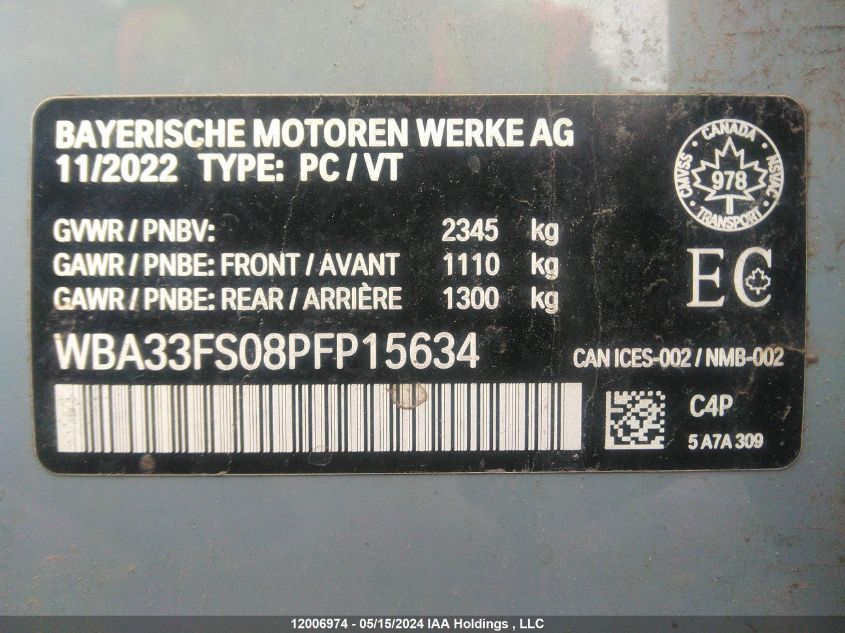 BAYERISCHE MOTOREN WERKE AG
11/2022 TYPE: PC / VT
GVWR / PNBV: 2345 kg
GAWR / PNBE: FRONT / AVANT 1110 kg
GAWR / PNBE: REAR / ARRIÈRE 1300 kg
CANADA
CMVSS
NSVAC
978
TRANSPORT
EC
WBA33FS08PFP15634
CAN ICES-002 / NMB-002
C4P
5 A7A 309
12006974 - 05/15/2024 IAA Holdings , LLC